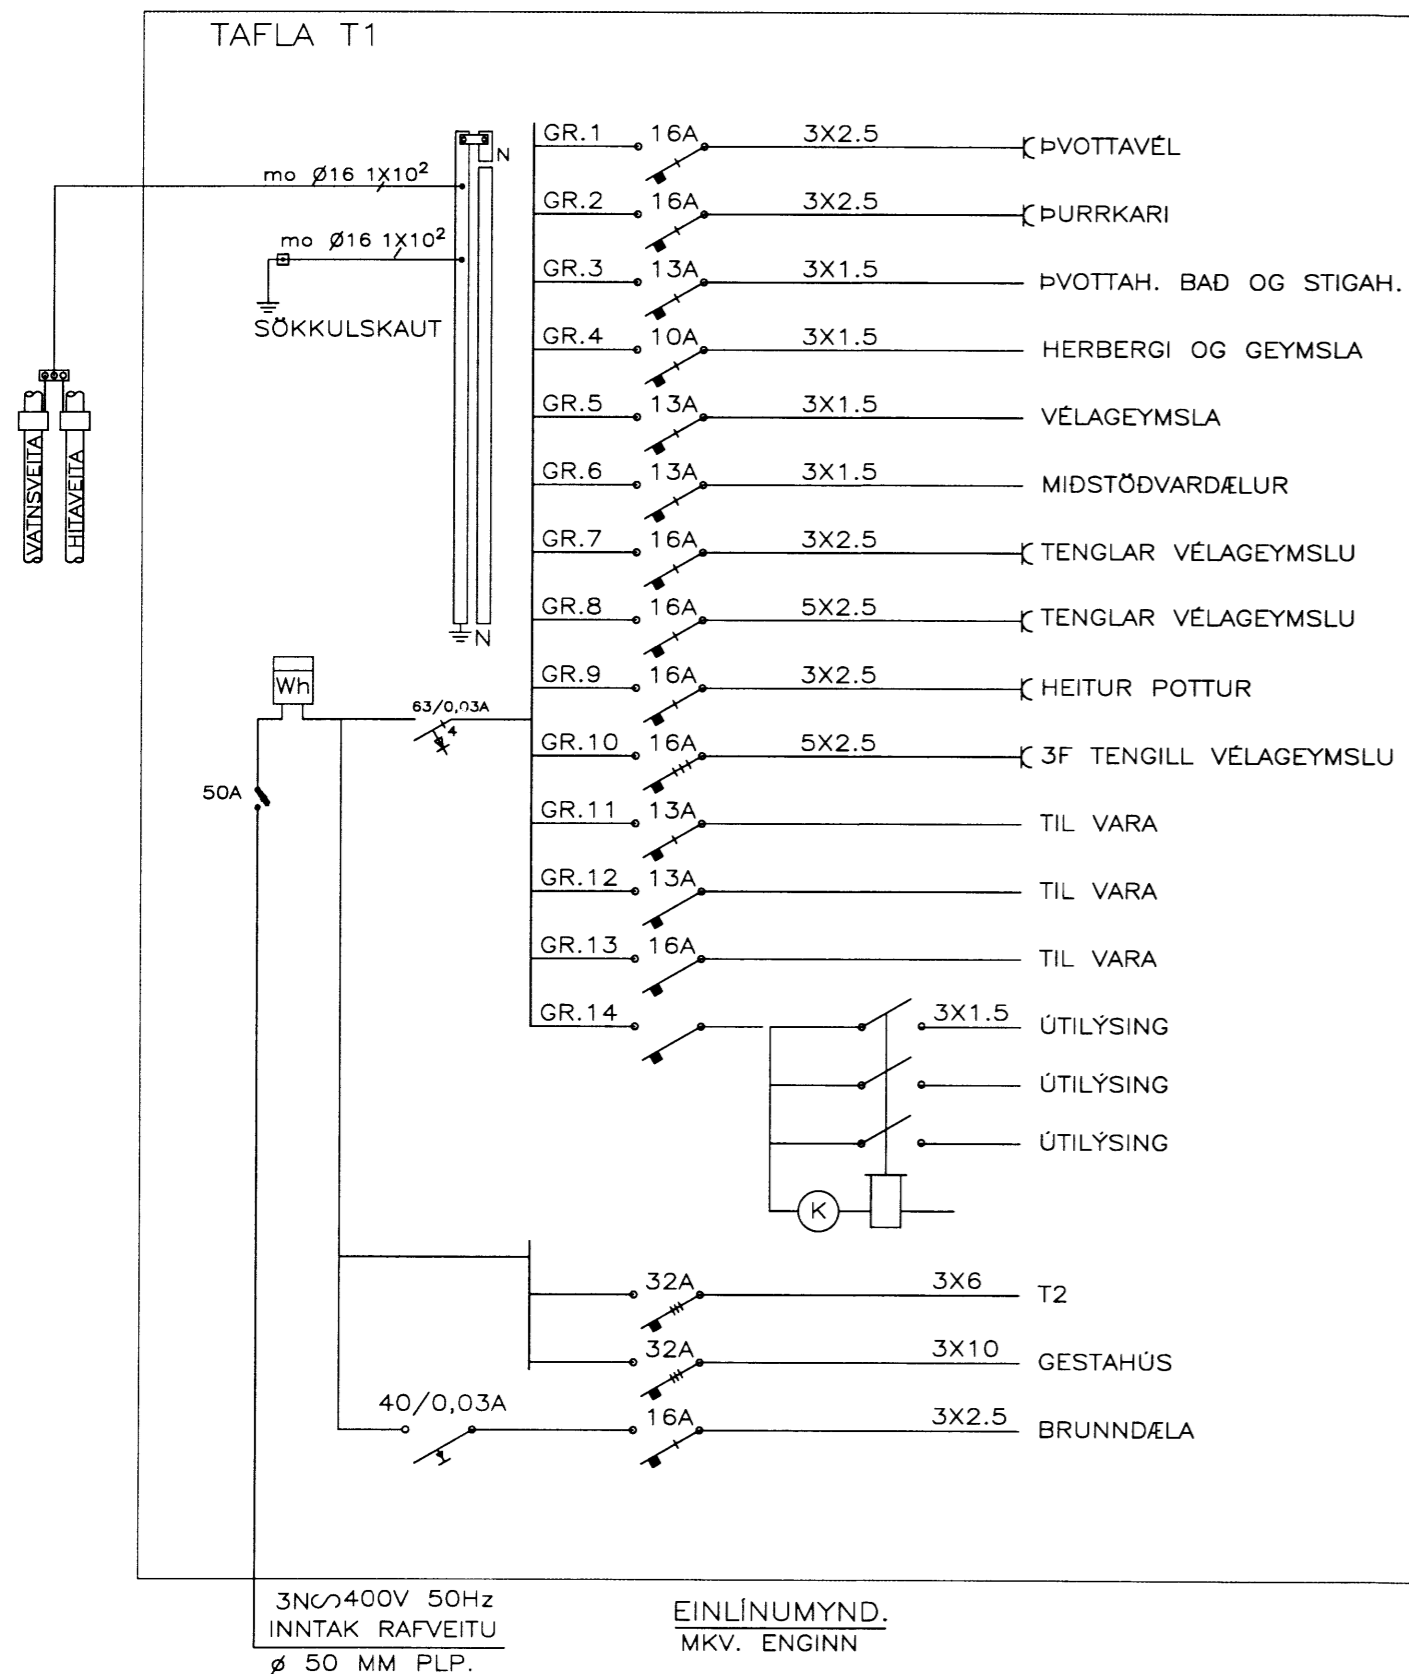 TAFLA T1
GR.1 16A 3X2.5 ÞVOTTAVÉL
N
mo Ø16 1X10²
GR.2 16A 3X2.5 ÞURRKARI
mo Ø16 1X10²
GR.3 13A 3X1.5 ÞVOTTAH. BAÐ OG STIGAH.
SÖKKULSKAUT
GR.4 10A 3X1.5 HERBERGI OG GEYMSLA
GR.5 13A 3X1.5 VÉLAGEYMSLA
VATNSVEITA
HITAVEITA
GR.6 13A 3X1.5 MIÐSTÖÐVARDÆLUR
GR.7 16A 3X2.5 TENGLAR VÉLAGEYMSLU
GR.8 16A 5X2.5 TENGLAR VÉLAGEYMSLU
N
Wh
GR.9 16A 3X2.5 HEITUR POTTUR
63/0,03A
4
GR.10 16A 5X2.5 3F TENGILL VÉLAGEYMSLU
50A
GR.11 13A TIL VARA
GR.12 13A TIL VARA
GR.13 16A TIL VARA
GR.14 3X1.5 ÚTILÝSING
ÚTILÝSING
ÚTILÝSING
K
32A 3X6 T2
32A 3X10 GESTAHÚS
40/0,03A 16A 3X2.5 BRUNNDÆLA
3N∽400V 50Hz
INNTAK RAFVEITU
ø 50 MM PLP.
EINLÍNUMYND.
MKV. ENGINN